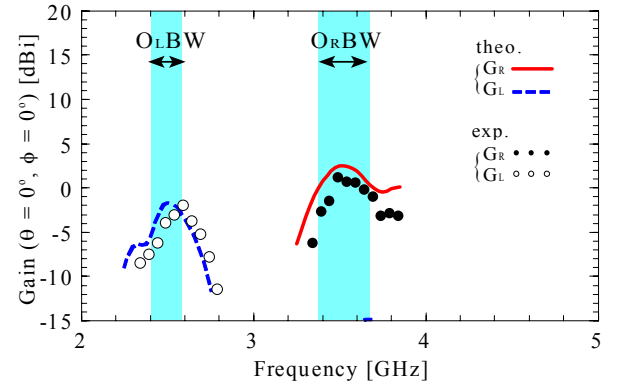 20
15
10
5
0
-5
-10
-15
2
3
4
5
Gain (θ = 0°, ϕ = 0°) [dBi]
Frequency [GHz]
OLBW
ORBW
theo.
GR
GL
exp.
GR
GL